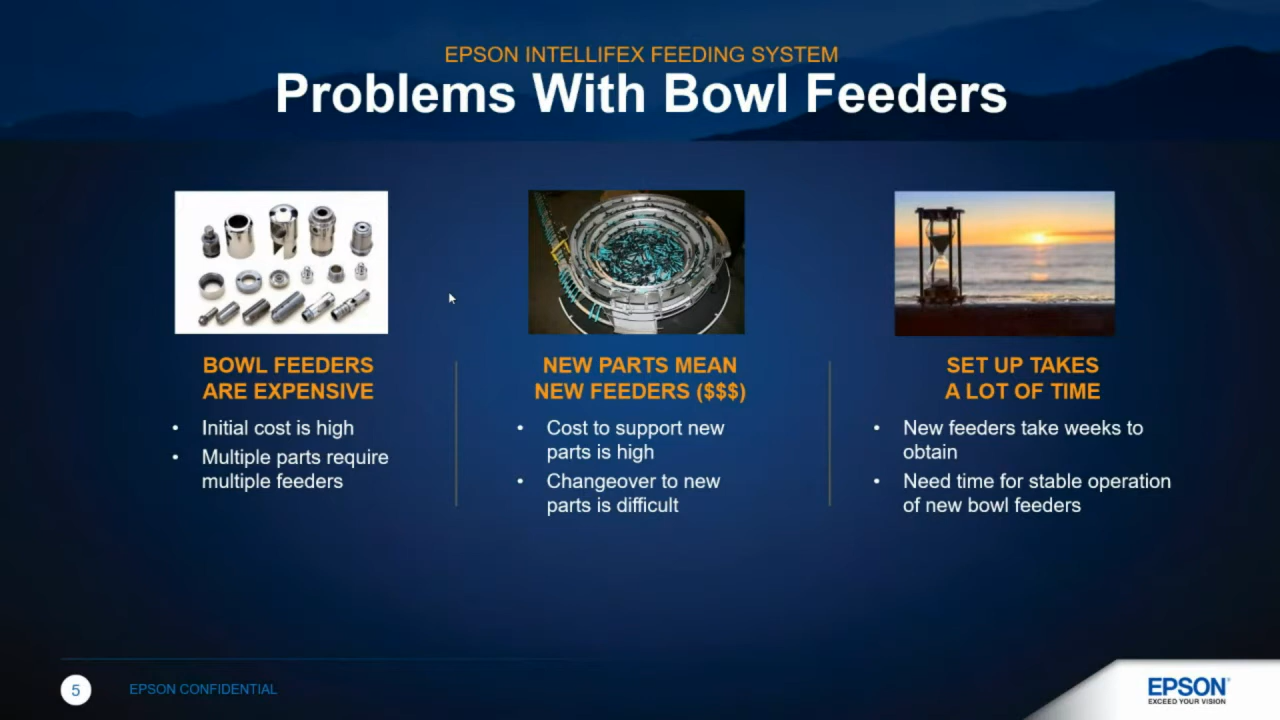 EPSON INTELLIFEX FEEDING SYSTEM
Problems With Bowl Feeders
BOWL FEEDERS
ARE EXPENSIVE
• Initial cost is high
• Multiple parts require
multiple feeders
NEW PARTS MEAN
NEW FEEDERS ($$$)
• Cost to support new
parts is high
• Changeover to new
parts is difficult
SET UP TAKES
A LOT OF TIME
• New feeders take weeks to
obtain
• Need time for stable operation
of new bowl feeders
5
EPSON CONFIDENTIAL
EPSON
EXCEED YOUR VISION